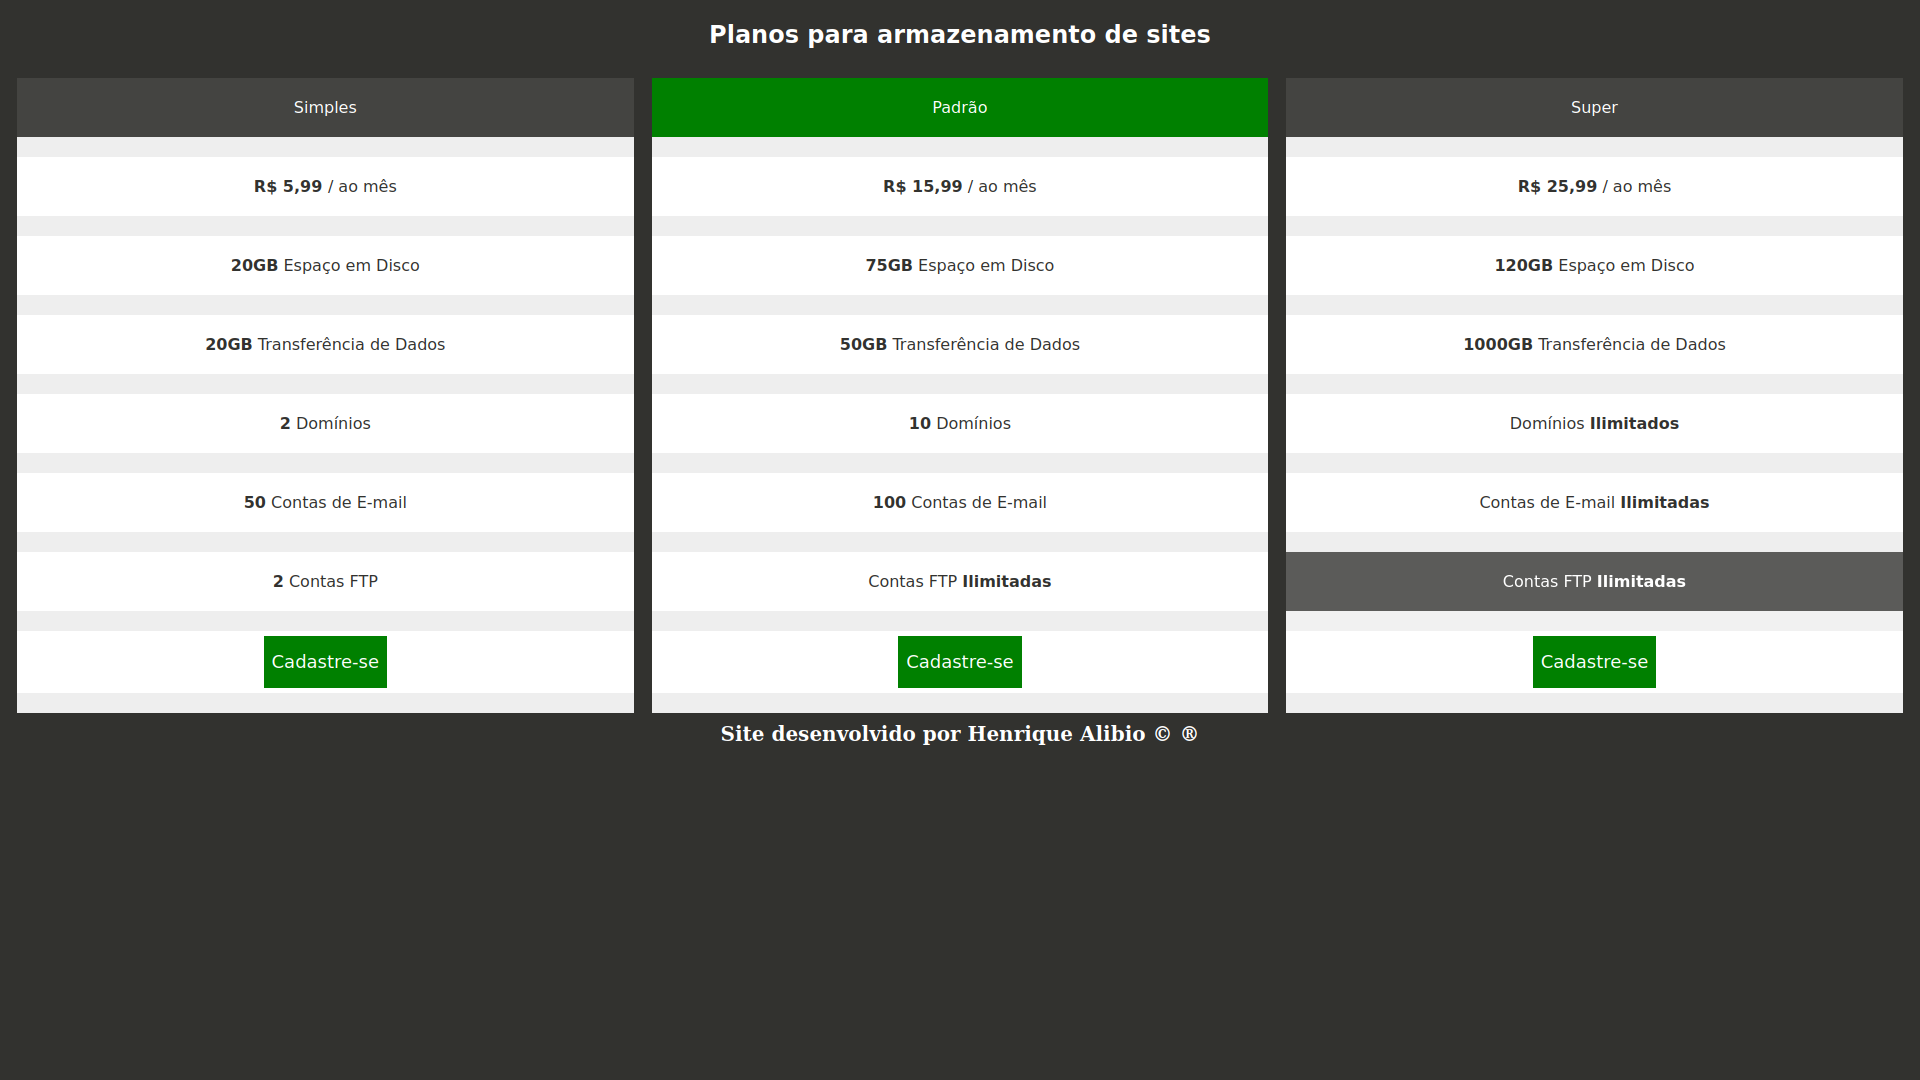 Planos para armazenamento de sites
Simples
R$ 5,99 / ao mês
20GB Espaço em Disco
20GB Transferência de Dados
2 Domínios
50 Contas de E-mail
2 Contas FTP
Cadastre-se
Padrão
R$ 15,99 / ao mês
75GB Espaço em Disco
50GB Transferência de Dados
10 Domínios
100 Contas de E-mail
Contas FTP Ilimitadas
Cadastre-se
Super
R$ 25,99 / ao mês
120GB Espaço em Disco
1000GB Transferência de Dados
Domínios Ilimitados
Contas de E-mail Ilimitadas
Contas FTP Ilimitadas
Cadastre-se
Site desenvolvido por Henrique Alibio © ®